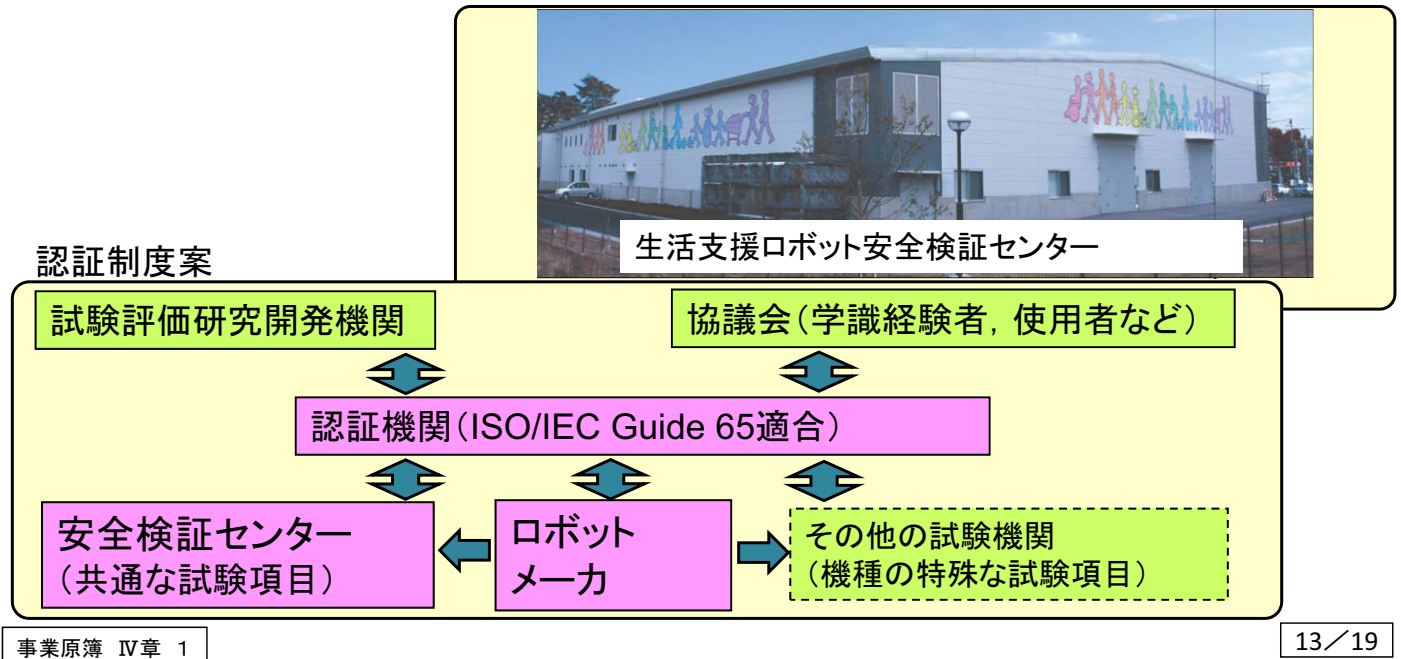 生活支援ロボット安全検証センター
認証制度案
試験評価研究開発機関
協議会（学識経験者，使用者など）
認証機関（ISO/IEC Guide 65適合）
安全検証センター
（共通な試験項目）
ロボット
メーカ
その他の試験機関
（機種の特殊な試験項目）
事業原簿 Ⅳ章 1
13／19